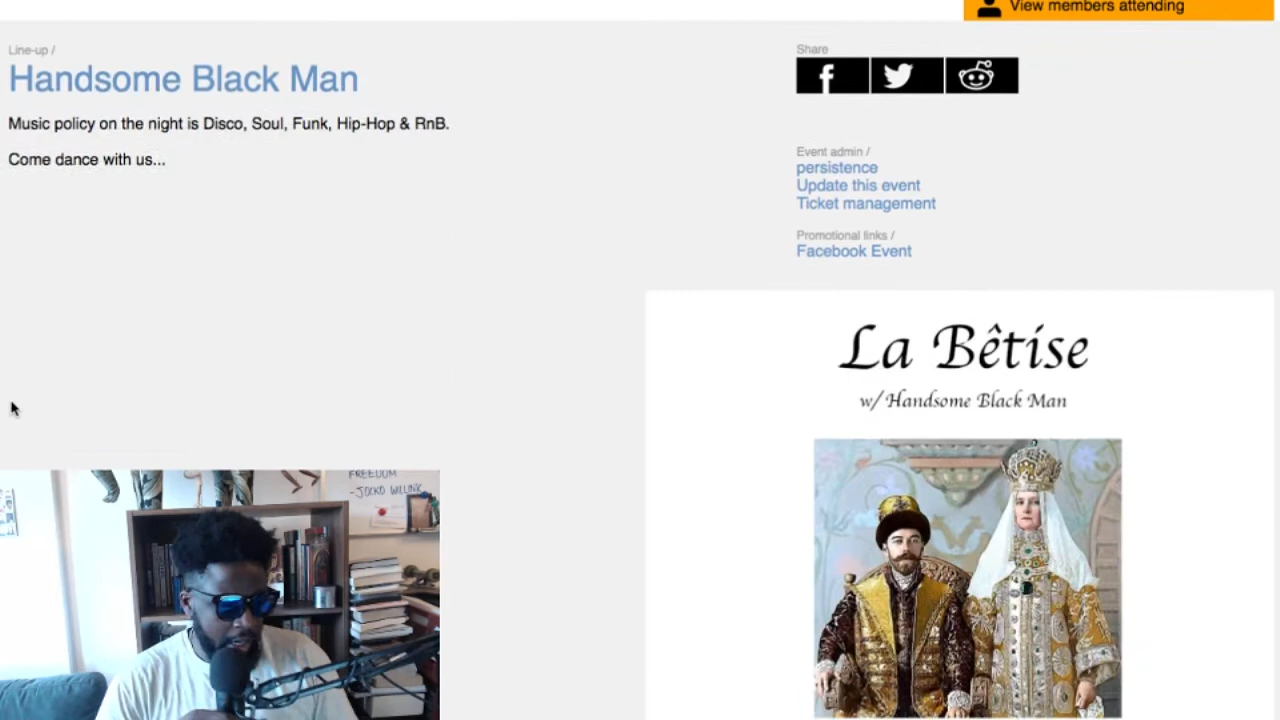 View members attending
Line-up /
Handsome Black Man
Music policy on the night is Disco, Soul, Funk, Hip-Hop & RnB.
Come dance with us...
Share
Event admin /
persistence
Update this event
Ticket management
Promotional links /
Facebook Event
La Bêtise
w/ Handsome Black Man
FREEDOM
-JOCKO WILLINK